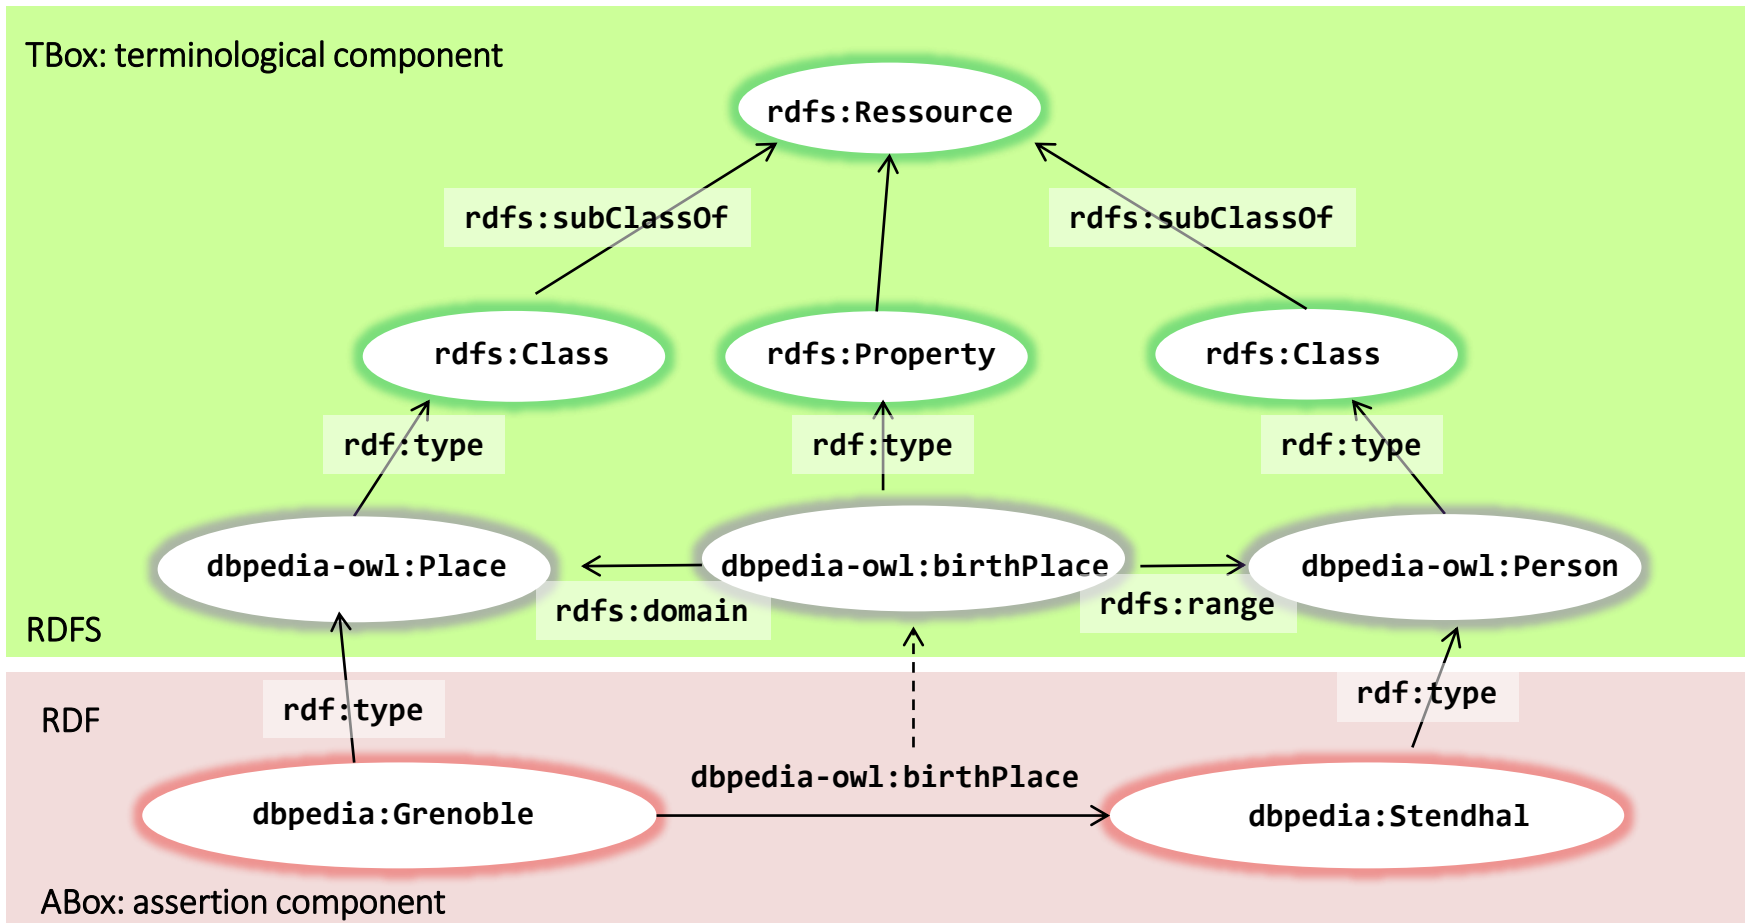 TBox: terminological component
rdfs:Ressource
rdfs:subClassOf
rdfs:subClassOf
rdfs:Class
rdfs:Property
rdfs:Class
rdf:type
rdf:type
rdf:type
dbpedia-owl:Place
dbpedia-owl:birthPlace
dbpedia-owl:Person
rdfs:domain
rdfs:range
RDFS
RDF
rdf:type
rdf:type
dbpedia-owl:birthPlace
dbpedia:Grenoble
dbpedia:Stendhal
ABox: assertion component